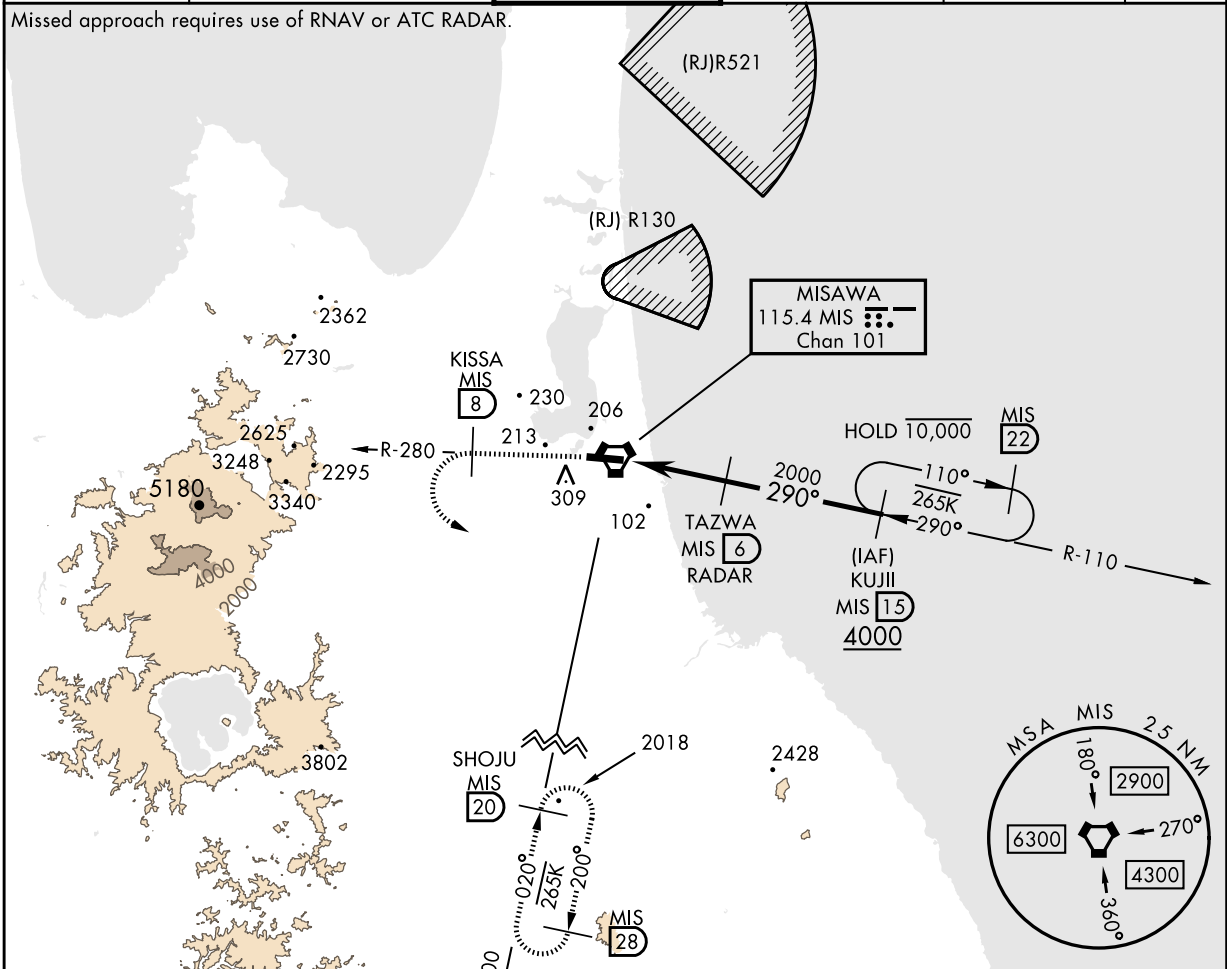 Missed approach requires use of RNAV or ATC RADAR.
(RJ)R521
(RJ) R130
MISAWA
115.4 MIS
Chan 101
2362
2730
KISSA
MIS
8
230
206
213
R-280
309
102
2625
3248
2295
3340
5180
4000
2000
HOLD 10,000
MIS
22
110°
265K
290°
2000
290°
R-110
TAZWA
MIS 6
RADAR
(IAF)
KUJII
MIS 15
4000
3802
SHOJU
MIS
20
2018
2428
020°
265K
200°
MIS
28
MSA MIS 25 NM
180°
2900
270°
6300
4300
360°